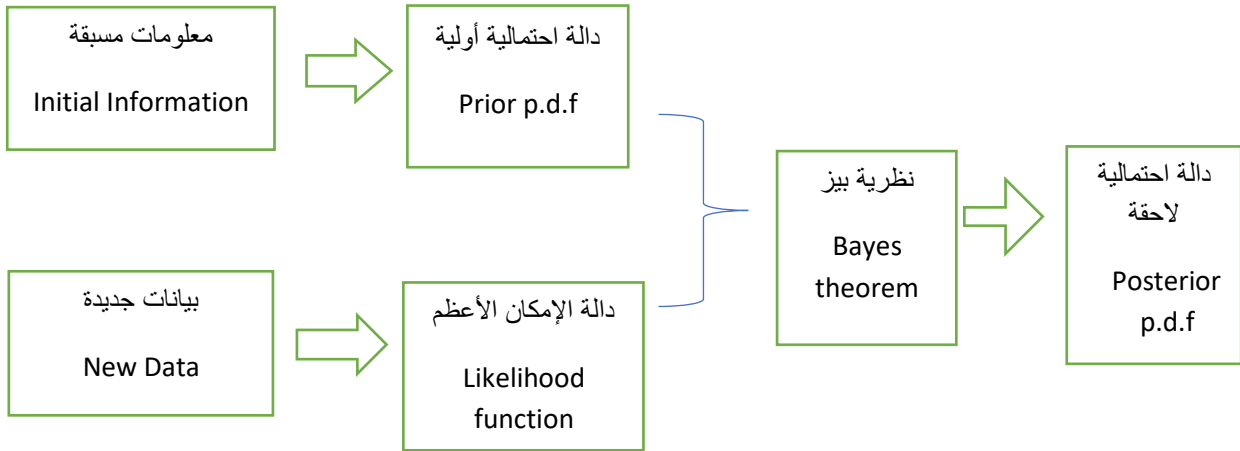 معلومات مسبقة
Initial Information
دالة احتمالية أولية
Prior p.d.f
بيانات جديدة
New Data
دالة الإمكان الأعظم
Likelihood
function
نظرية بيز
Bayes
theorem
دالة احتمالية
لاحقة
Posterior
p.d.f